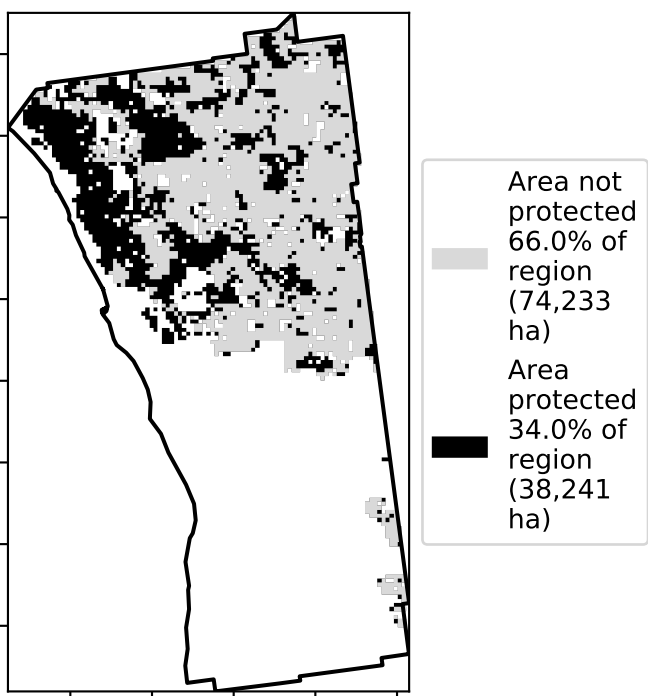 Area not
protected
66.0% of
region
(74,233
ha)
Area
protected
34.0% of
region
(38,241
ha)